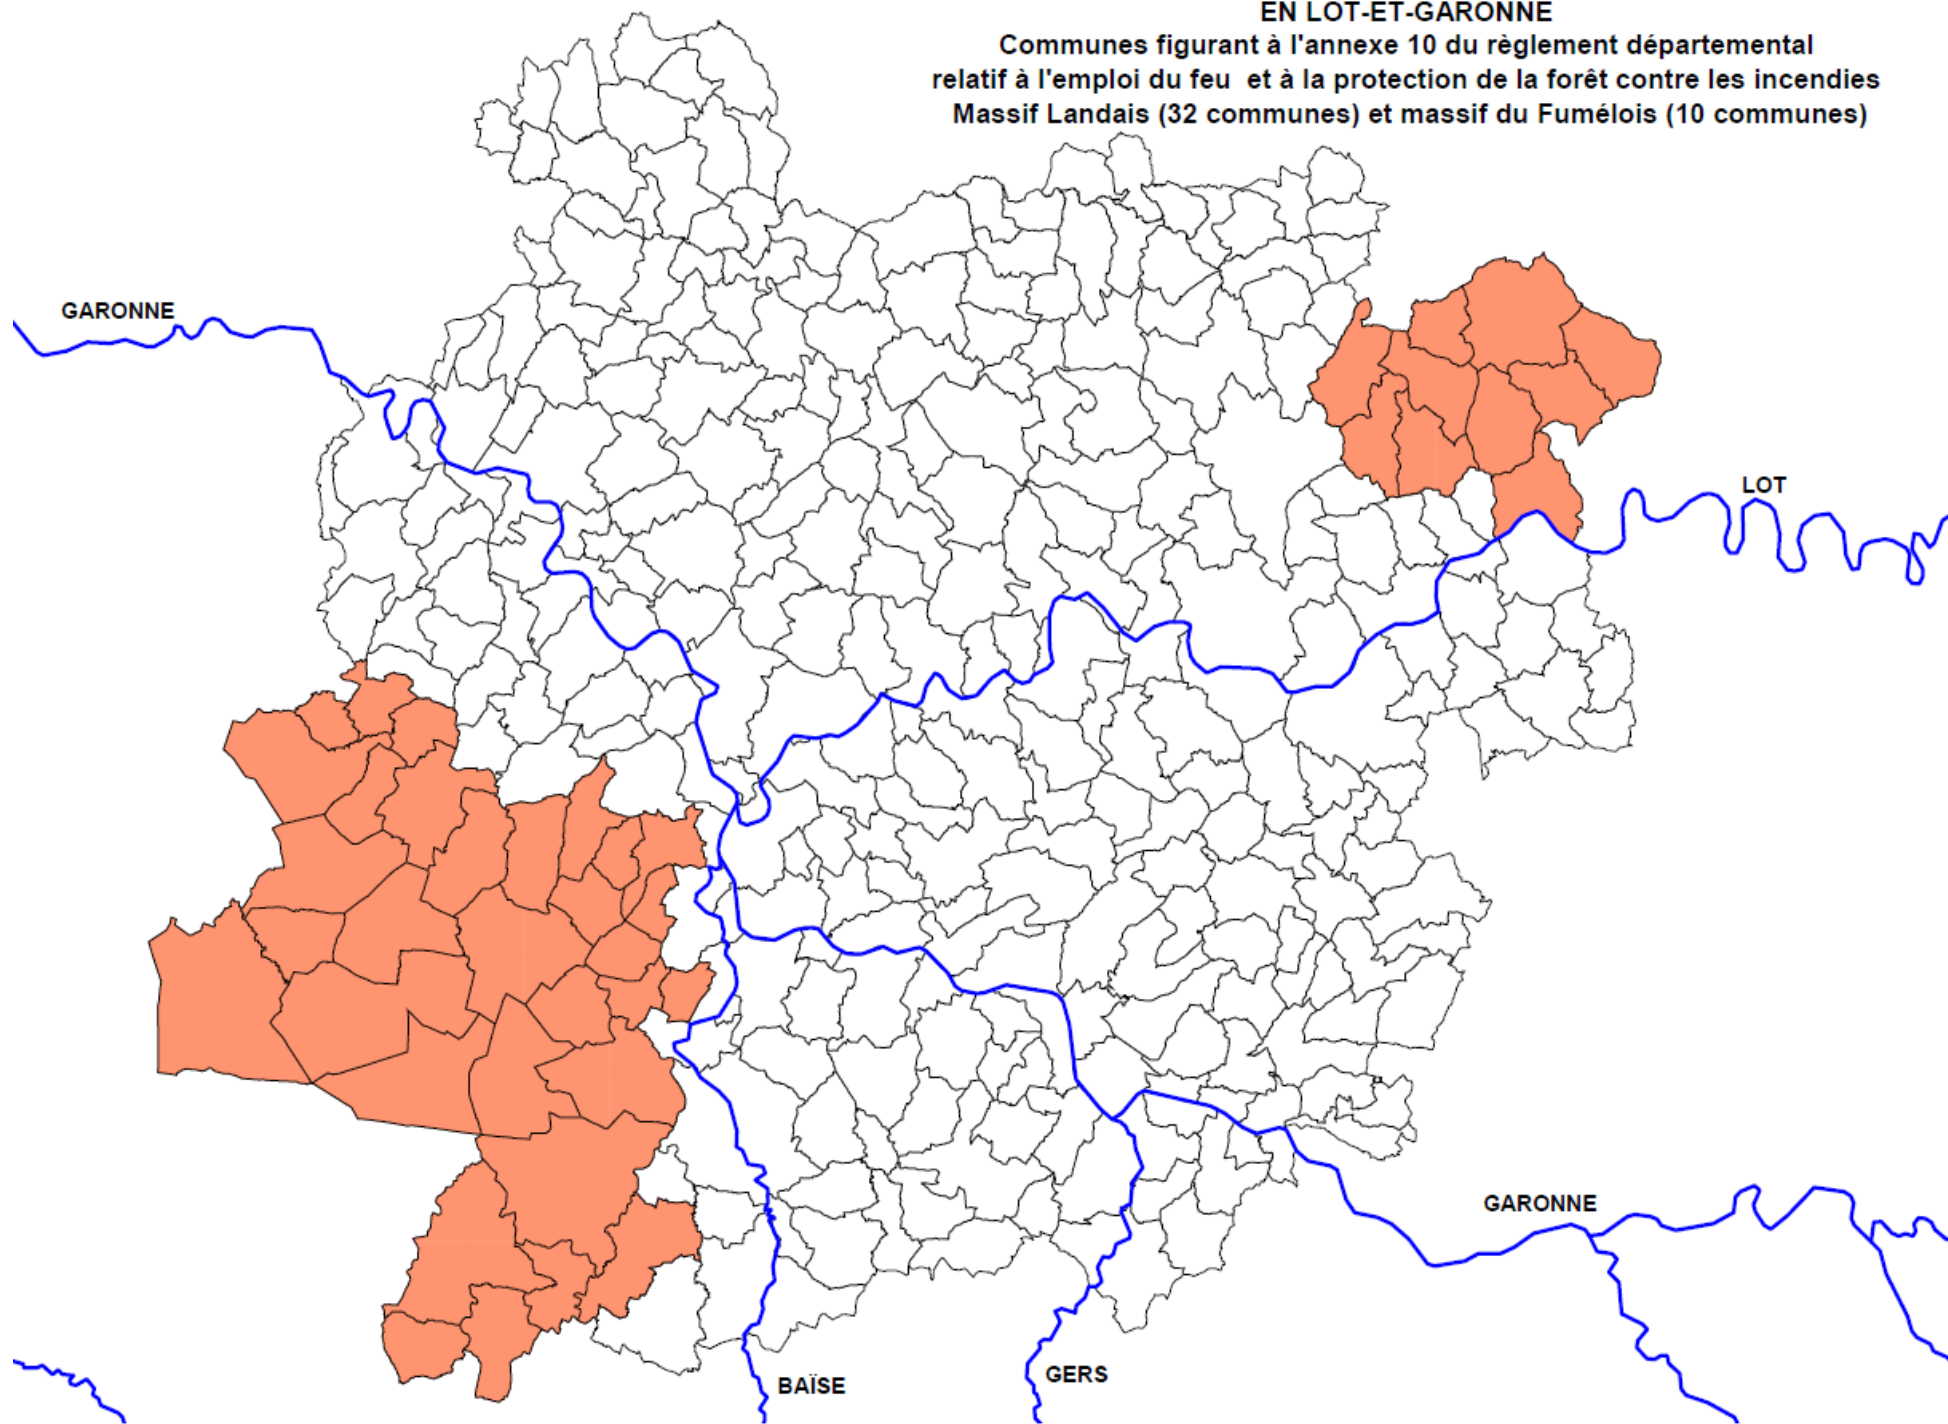 EN LOT-ET-GARONNE
Communes figurant à l'annexe 10 du règlement départemental
relatif à l'emploi du feu et à la protection de la forêt contre les incendies
Massif Landais (32 communes) et massif du Fumélois (10 communes)
GARONNE
LOT
GARONNE
GERS
BAÏSE